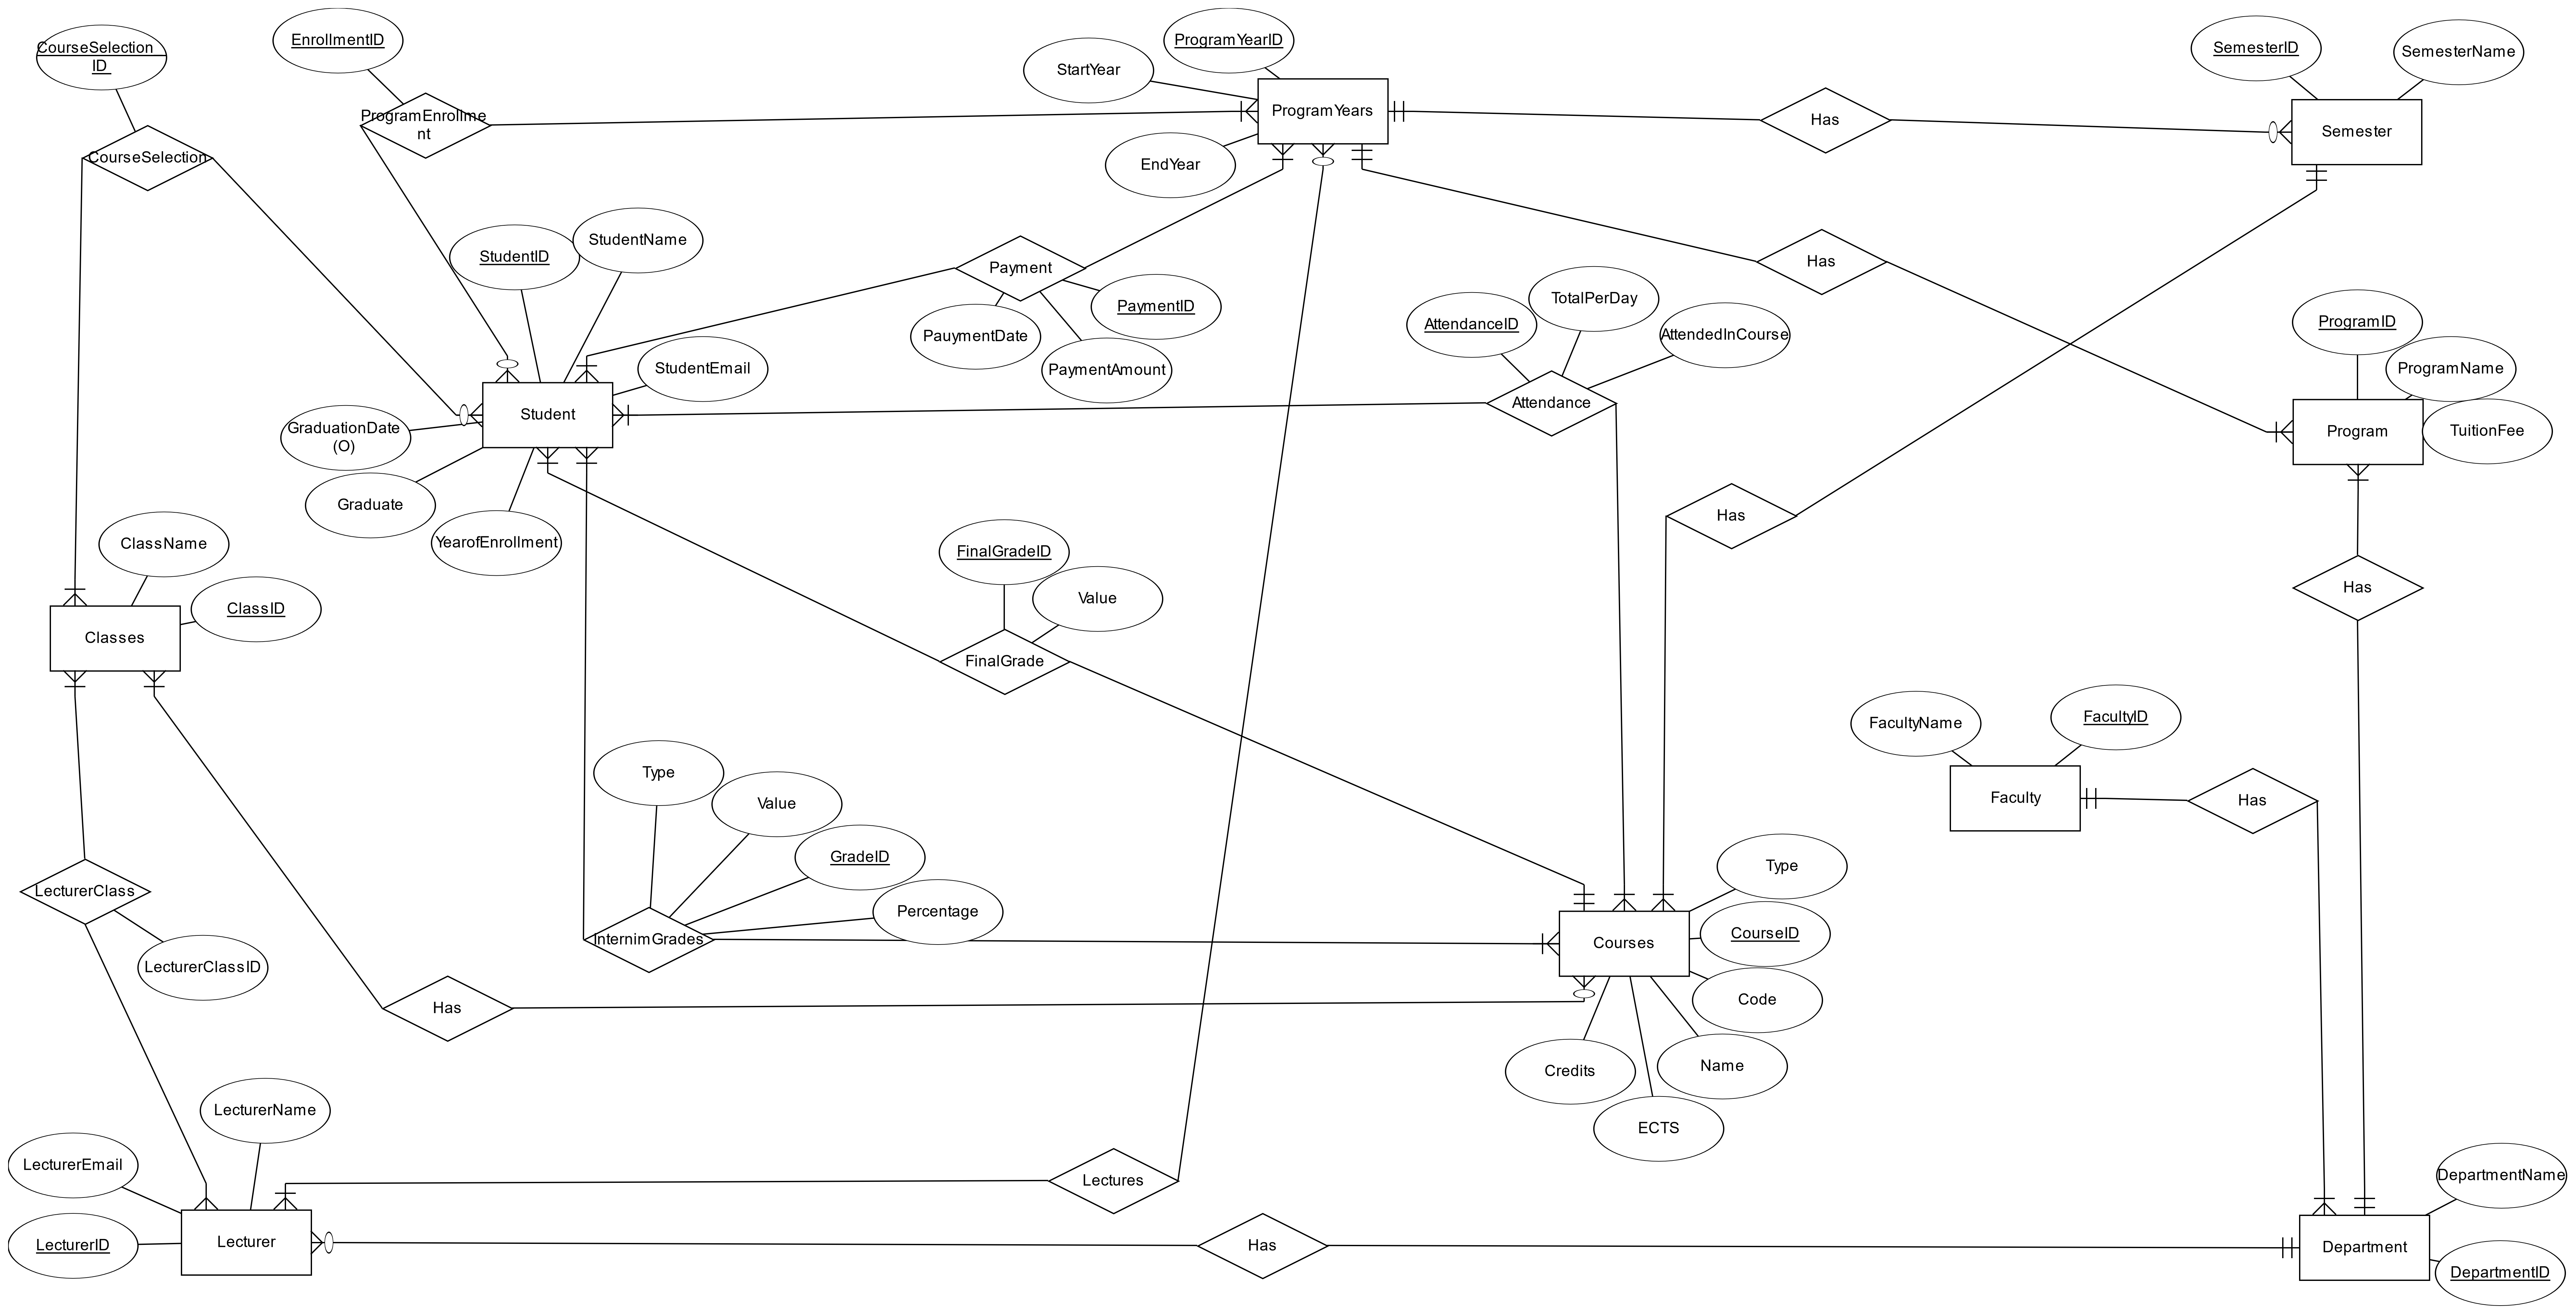 CourseSelection
ID
EnrollmentID
ProgramYearID
StartYear
SemesterID
SemesterName
ProgramEnrollme
nt
ProgramYears
Has
Semester
CourseSelection
EndYear
StudentID
StudentName
Payment
Has
PauymentDate
PaymentID
PaymentAmount
AttendanceID
TotalPerDay
AttendedInCourse
ProgramID
ProgramName
StudentEmail
Student
Attendance
Program
TuitionFee
GraduationDate
(O)
Graduate
YearofEnrollment
Has
ClassName
ClassID
Classes
FinalGradeID
Value
FinalGrade
Has
FacultyName
FacultyID
Faculty
Has
Type
Value
GradeID
Percentage
InternimGrades
LecturerClass
LecturerClassID
Has
Type
Courses
CourseID
Code
Credits
Name
ECTS
LecturerName
LecturerEmail
Lectures
LecturerID
Lecturer
Has
DepartmentName
Department
DepartmentID